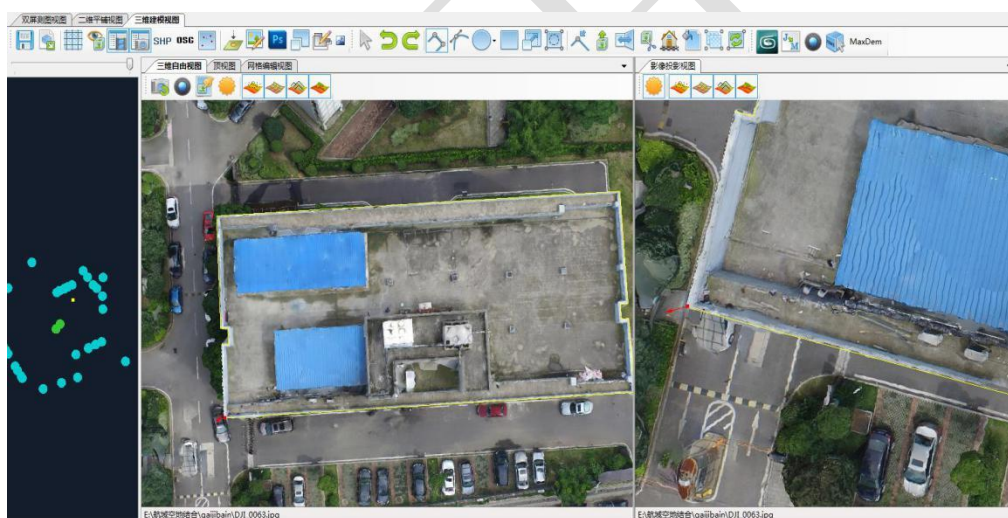 双屏测图视图 二维平铺视图 三维建模视图
SHP OSG Ps MaxDem
三维自由视图 顶视图 网格编辑视图
影像投影视图
E:\航城空地结合\gaijibain\DJI_0063.jpg
E:\航城空地结合\gaijibain\DJI_0063.jpg